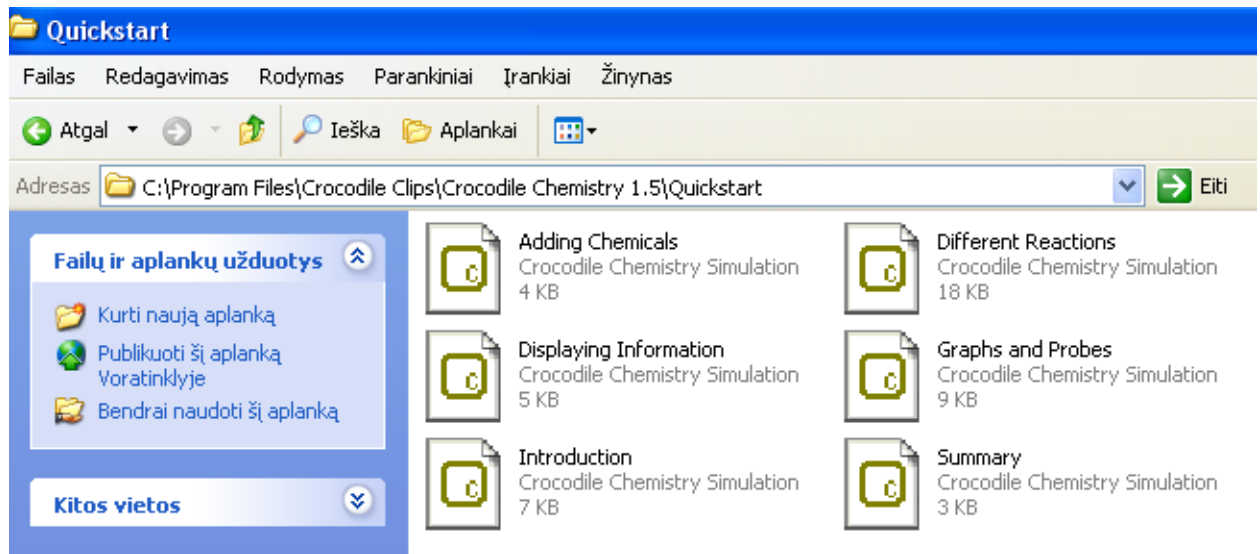 Quickstart
Failas Redagavimas Rodymas Parankiniai Įrankiai Žinynas
Atgal Ieška Aplankai
Adresas C:\Program Files\Crocodile Clips\Crocodile Chemistry 1.5\Quickstart Eiti
Failų ir aplankų užduotys
Kurti naują aplanką
Publikuoti šį aplanką
Voratinklyje
Bendrai naudoti šį aplanką
Kitos vietos
Adding Chemicals
Crocodile Chemistry Simulation
4 KB
Different Reactions
Crocodile Chemistry Simulation
18 KB
Displaying Information
Crocodile Chemistry Simulation
5 KB
Graphs and Probes
Crocodile Chemistry Simulation
9 KB
Introduction
Crocodile Chemistry Simulation
7 KB
Summary
Crocodile Chemistry Simulation
3 KB